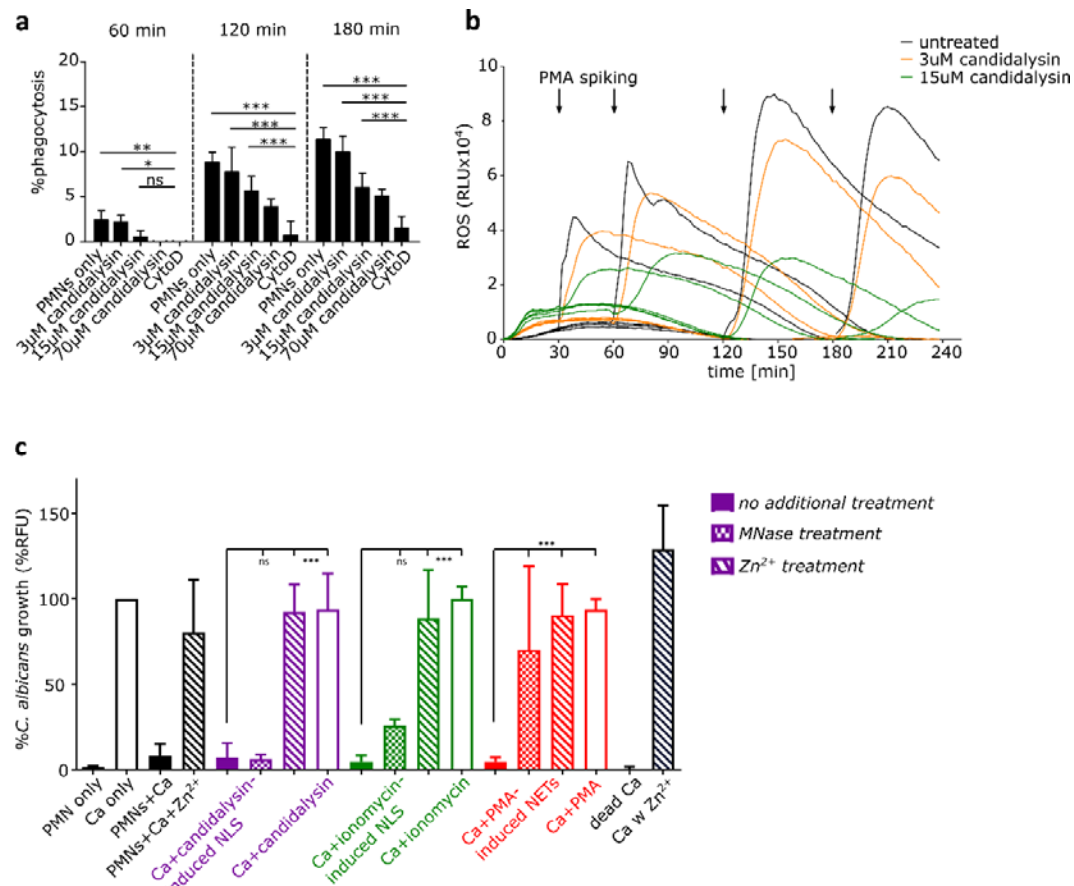 a
60 min
120 min
180 min
%phagocytosis
20
15
10
5
0
**
*
ns
***
***
***
***
***
***
PMNs only
3uM candidalysin
15uM candidalysin
70uM candidalysin
CytoD
PMNs only
3uM candidalysin
15uM candidalysin
70uM candidalysin
CytoD
PMNs only
3uM candidalysin
15uM candidalysin
70uM candidalysin
CytoD
b
untreated
3uM candidalysin
15uM candidalysin
PMA spiking
ROS (RLUx10⁴)
10
8
6
4
2
0
0 30 60 90 120 150 180 210 240
time [min]
c
%C. albicans growth (%RFU)
150
100
50
0
ns
***
ns
***
***
no additional treatment
MNase treatment
Zn²⁺ treatment
PMN only
Ca only
PMNs+Ca
PMNs+Ca+Zn²⁺
Ca+candidalysin-
induced NLS
Ca+candidalysin
Ca+ionomycin-
induced NLS
Ca+ionomycin
Ca+PMA-
induced NETs
Ca+PMA
dead Ca
Ca w Zn²⁺